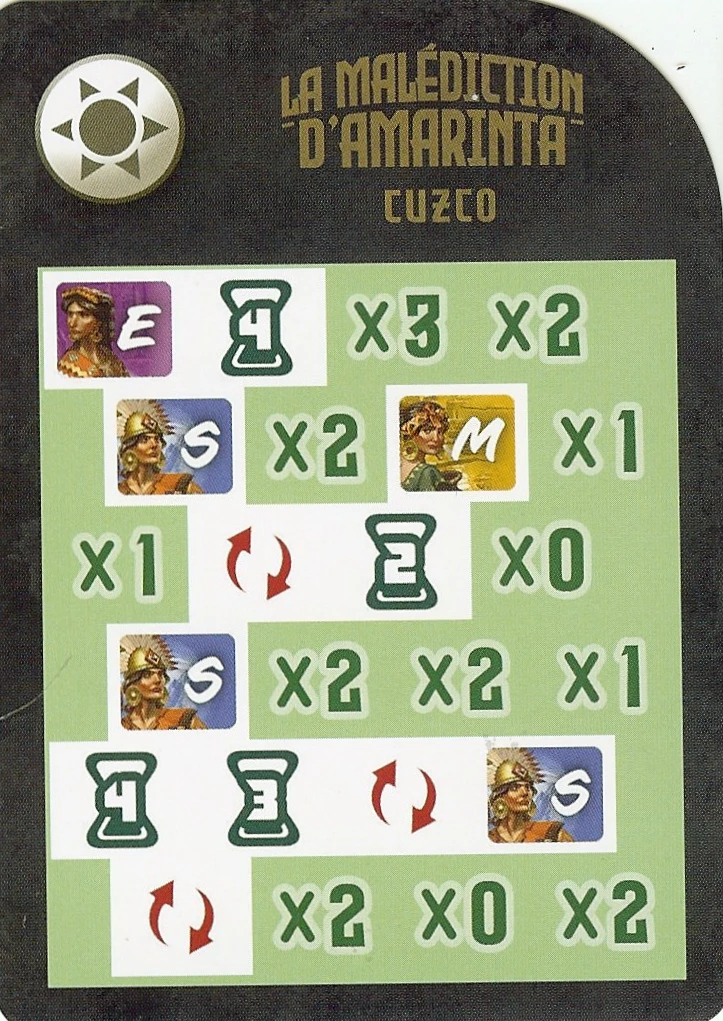 LA MALÉDICTION
D'AMARINTA
CUZCO
E 4 X3 X2
S X2 M X1
X1 2 X0
S X2 X2 X1
4 3 S
X2 X0 X2